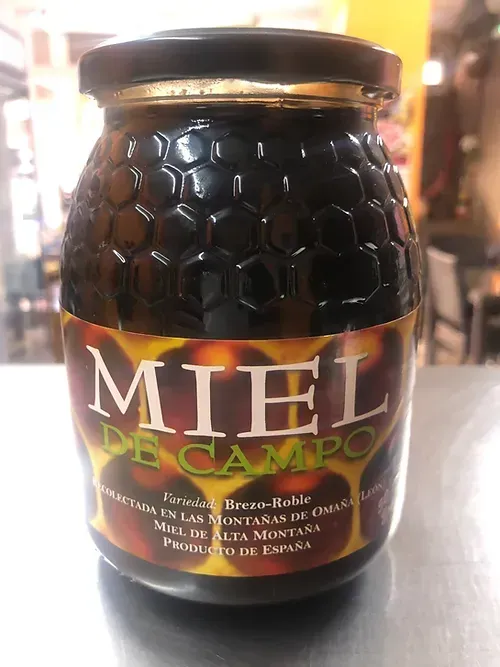 MIEL
DE CAMPO
Variedad: Brezo-Roble
RECOLECTADA EN LAS MONTAÑAS DE OMAÑA (LEÓN)
MIEL DE ALTA MONTAÑA
PRODUCTO DE ESPAÑA